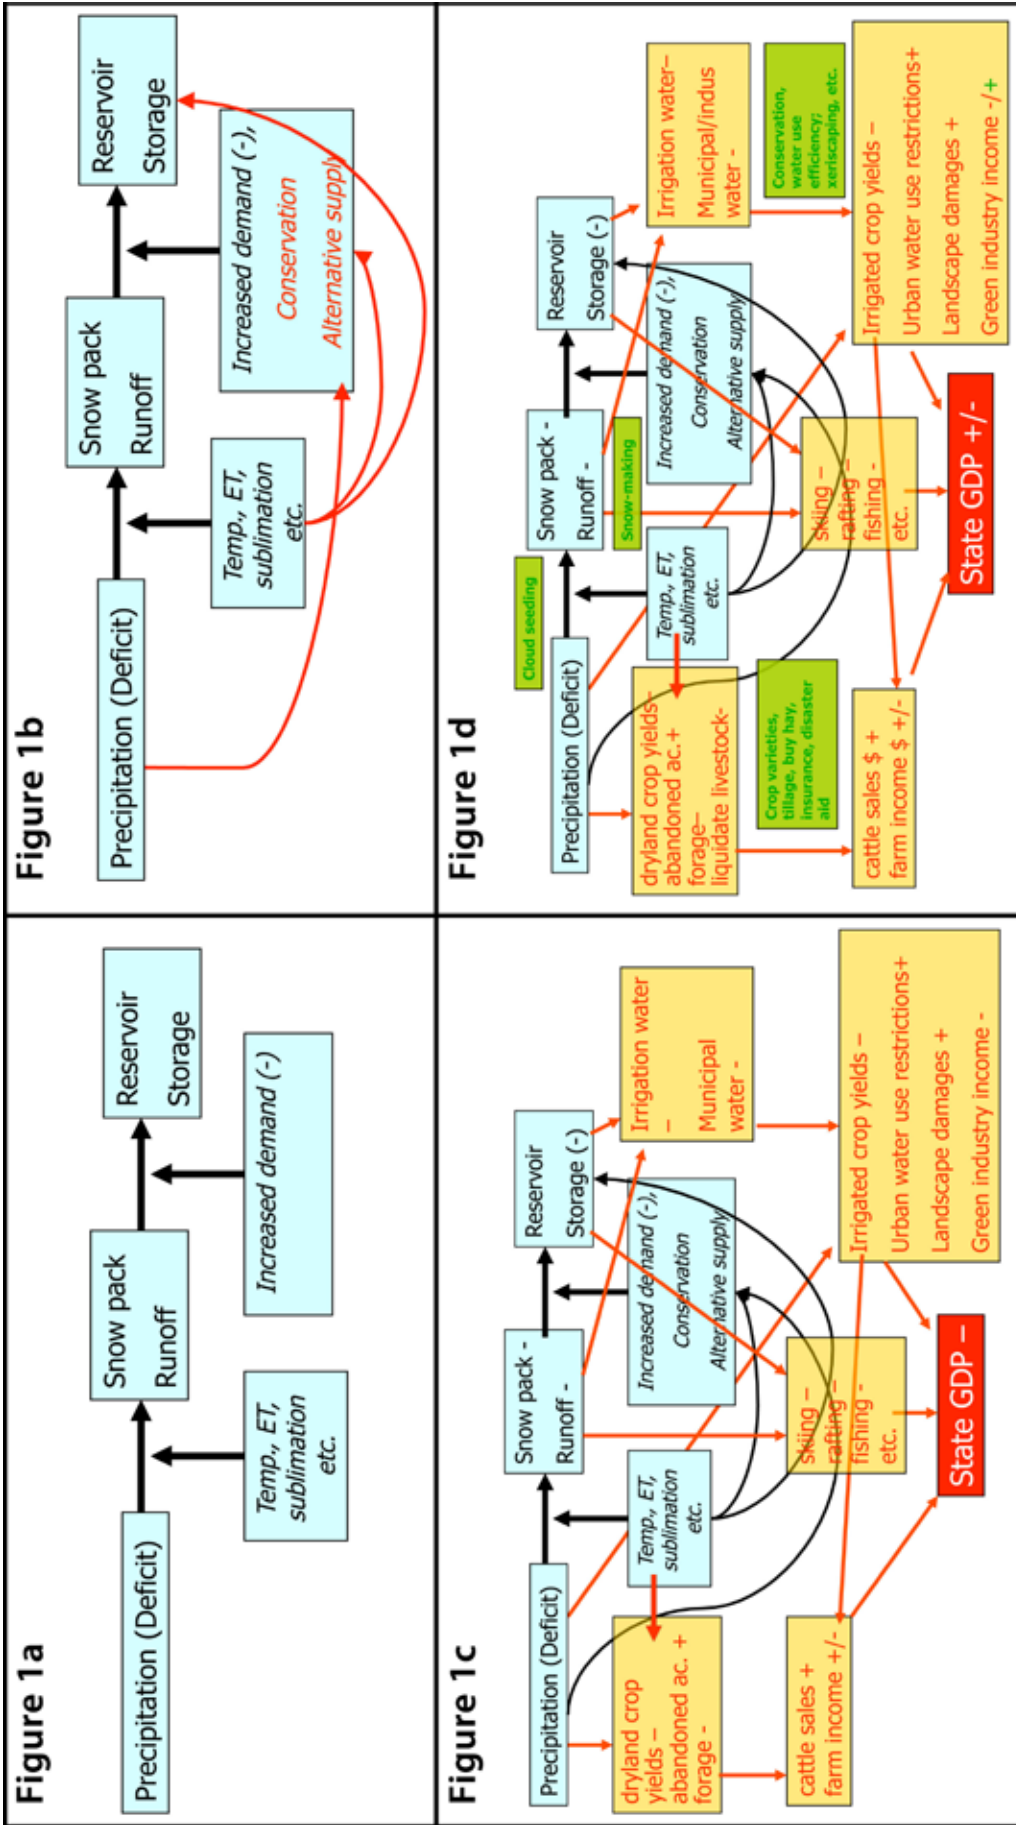 Figure 1a
Precipitation (Deficit)
Snow pack
Runoff
Reservoir
Storage
Temp., ET,
sublimation
etc.
Increased demand (-)
Figure 1b
Precipitation (Deficit)
Snow pack
Runoff
Reservoir
Storage
Temp., ET,
sublimation
etc.
Increased demand (-),
Conservation
Alternative supply
Figure 1c
Precipitation (Deficit)
Snow pack -
Runoff -
Reservoir
Storage (-)
Temp., ET,
sublimation
etc.
Increased demand (-),
Conservation
Alternative supply
Irrigation water
–
Municipal
water -
dryland crop
yields –
abandoned ac. +
forage -
skiing –
rafting –
fishing -
etc.
cattle sales +
farm income +/-
Irrigated crop yields –
Urban water use restrictions+
Landscape damages +
Green industry income -
State GDP –
Figure 1d
Cloud seeding
Precipitation (Deficit)
Snow pack -
Runoff -
Reservoir
Storage (-)
Snow-making
Temp., ET,
sublimation
etc.
Increased demand (-),
Conservation
Alternative supply
Irrigation water–
Municipal/indus
water -
dryland crop yields–
abandoned ac.+
forage–
liquidate livestock-
Crop varieties,
tillage, buy hay,
insurance, disaster
aid
skiing –
rafting –
fishing -
etc.
Conservation,
water use
efficiency;
xeriscaping, etc.
cattle sales $ +
farm income $ +/-
Irrigated crop yields –
Urban water use restrictions+
Landscape damages +
Green industry income -/+
State GDP +/-